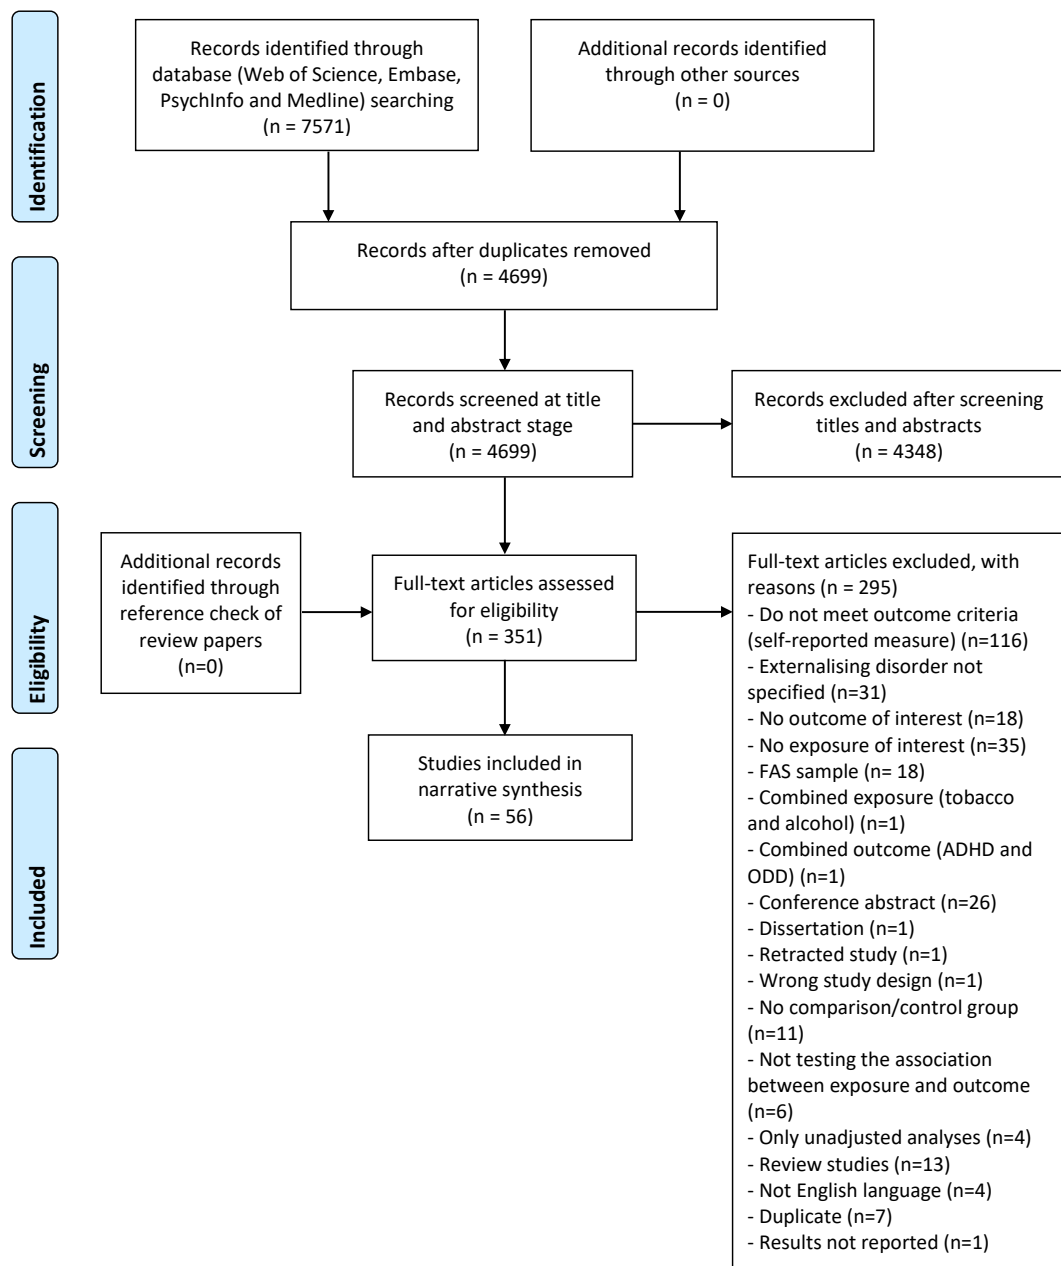 Identification
Records identified through
database (Web of Science, Embase,
PsychInfo and Medline) searching
(n = 7571)
Additional records identified
through other sources
(n = 0)
Records after duplicates removed
(n = 4699)
Screening
Records screened at title
and abstract stage
(n = 4699)
Records excluded after screening
titles and abstracts
(n = 4348)
Eligibility
Additional records
identified through
reference check of
review papers
(n=0)
Full-text articles assessed
for eligibility
(n = 351)
Full-text articles excluded, with
reasons (n = 295)
- Do not meet outcome criteria
(self-reported measure) (n=116)
- Externalising disorder not
specified (n=31)
- No outcome of interest (n=18)
- No exposure of interest (n=35)
- FAS sample (n= 18)
- Combined exposure (tobacco
and alcohol) (n=1)
- Combined outcome (ADHD and
ODD) (n=1)
- Conference abstract (n=26)
- Dissertation (n=1)
- Retracted study (n=1)
- Wrong study design (n=1)
- No comparison/control group
(n=11)
- Not testing the association
between exposure and outcome
(n=6)
- Only unadjusted analyses (n=4)
- Review studies (n=13)
- Not English language (n=4)
- Duplicate (n=7)
- Results not reported (n=1)
Included
Studies included in
narrative synthesis
(n = 56)